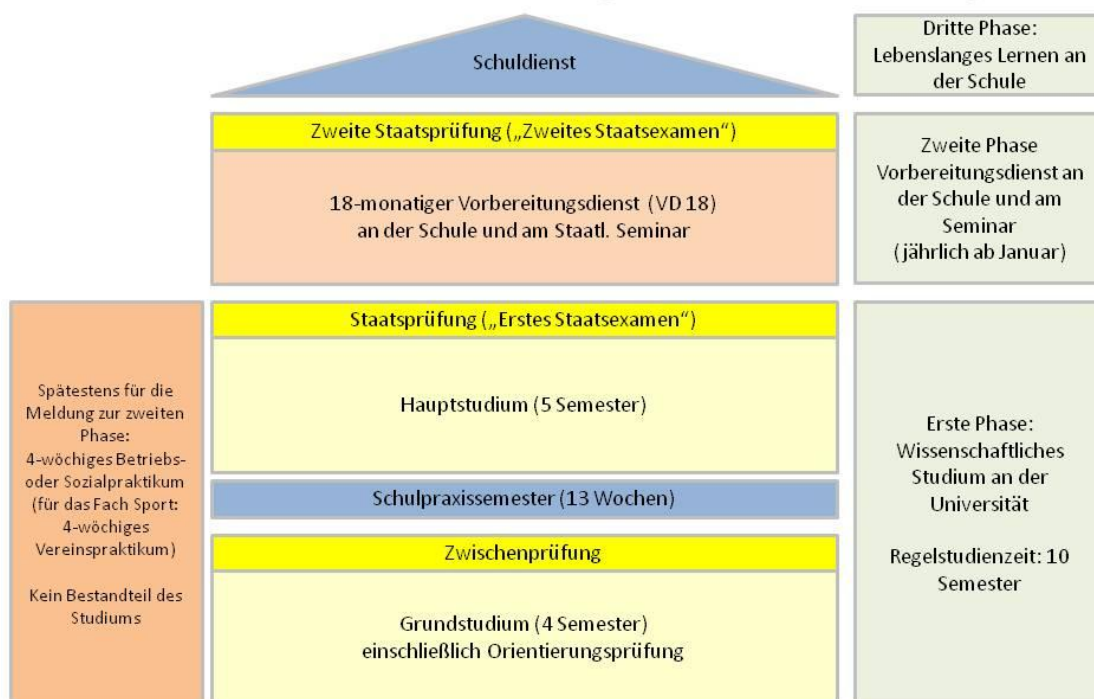 Schuldienst
Dritte Phase:
Lebenslanges Lernen an
der Schule
Zweite Staatsprüfung („Zweites Staatsexamen“)
18-monatiger Vorbereitungsdienst (VD 18)
an der Schule und am Staatl. Seminar
Zweite Phase
Vorbereitungsdienst an
der Schule und am
Seminar
(jährlich ab Januar)
Spätestens für die
Meldung zur zweiten
Phase:
4-wöchiges Betriebs-
oder Sozialpraktikum
(für das Fach Sport:
4-wöchiges
Vereinspraktikum)
Kein Bestandteil des
Studiums
Staatsprüfung („Erstes Staatsexamen“)
Hauptstudium (5 Semester)
Schulpraxissemester (13 Wochen)
Zwischenprüfung
Grundstudium (4 Semester)
einschließlich Orientierungsprüfung
Erste Phase:
Wissenschaftliches
Studium an der
Universität
Regelstudienzeit: 10
Semester